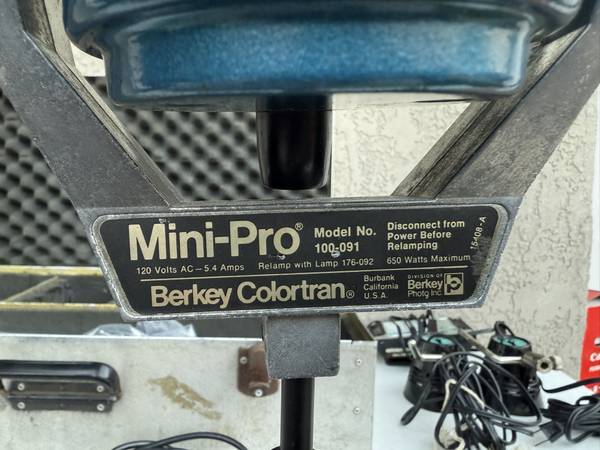 Mini-Pro®
Model No.
100-091
Disconnect from
Power Before
Relamping
120 Volts AC – 5.4 Amps
Relamp with Lamp 176-092
650 Watts Maximum
15408-A
Berkey Colortran®
Burbank
California
U.S.A.
DIVISION OF
Berkey
Photo Inc.